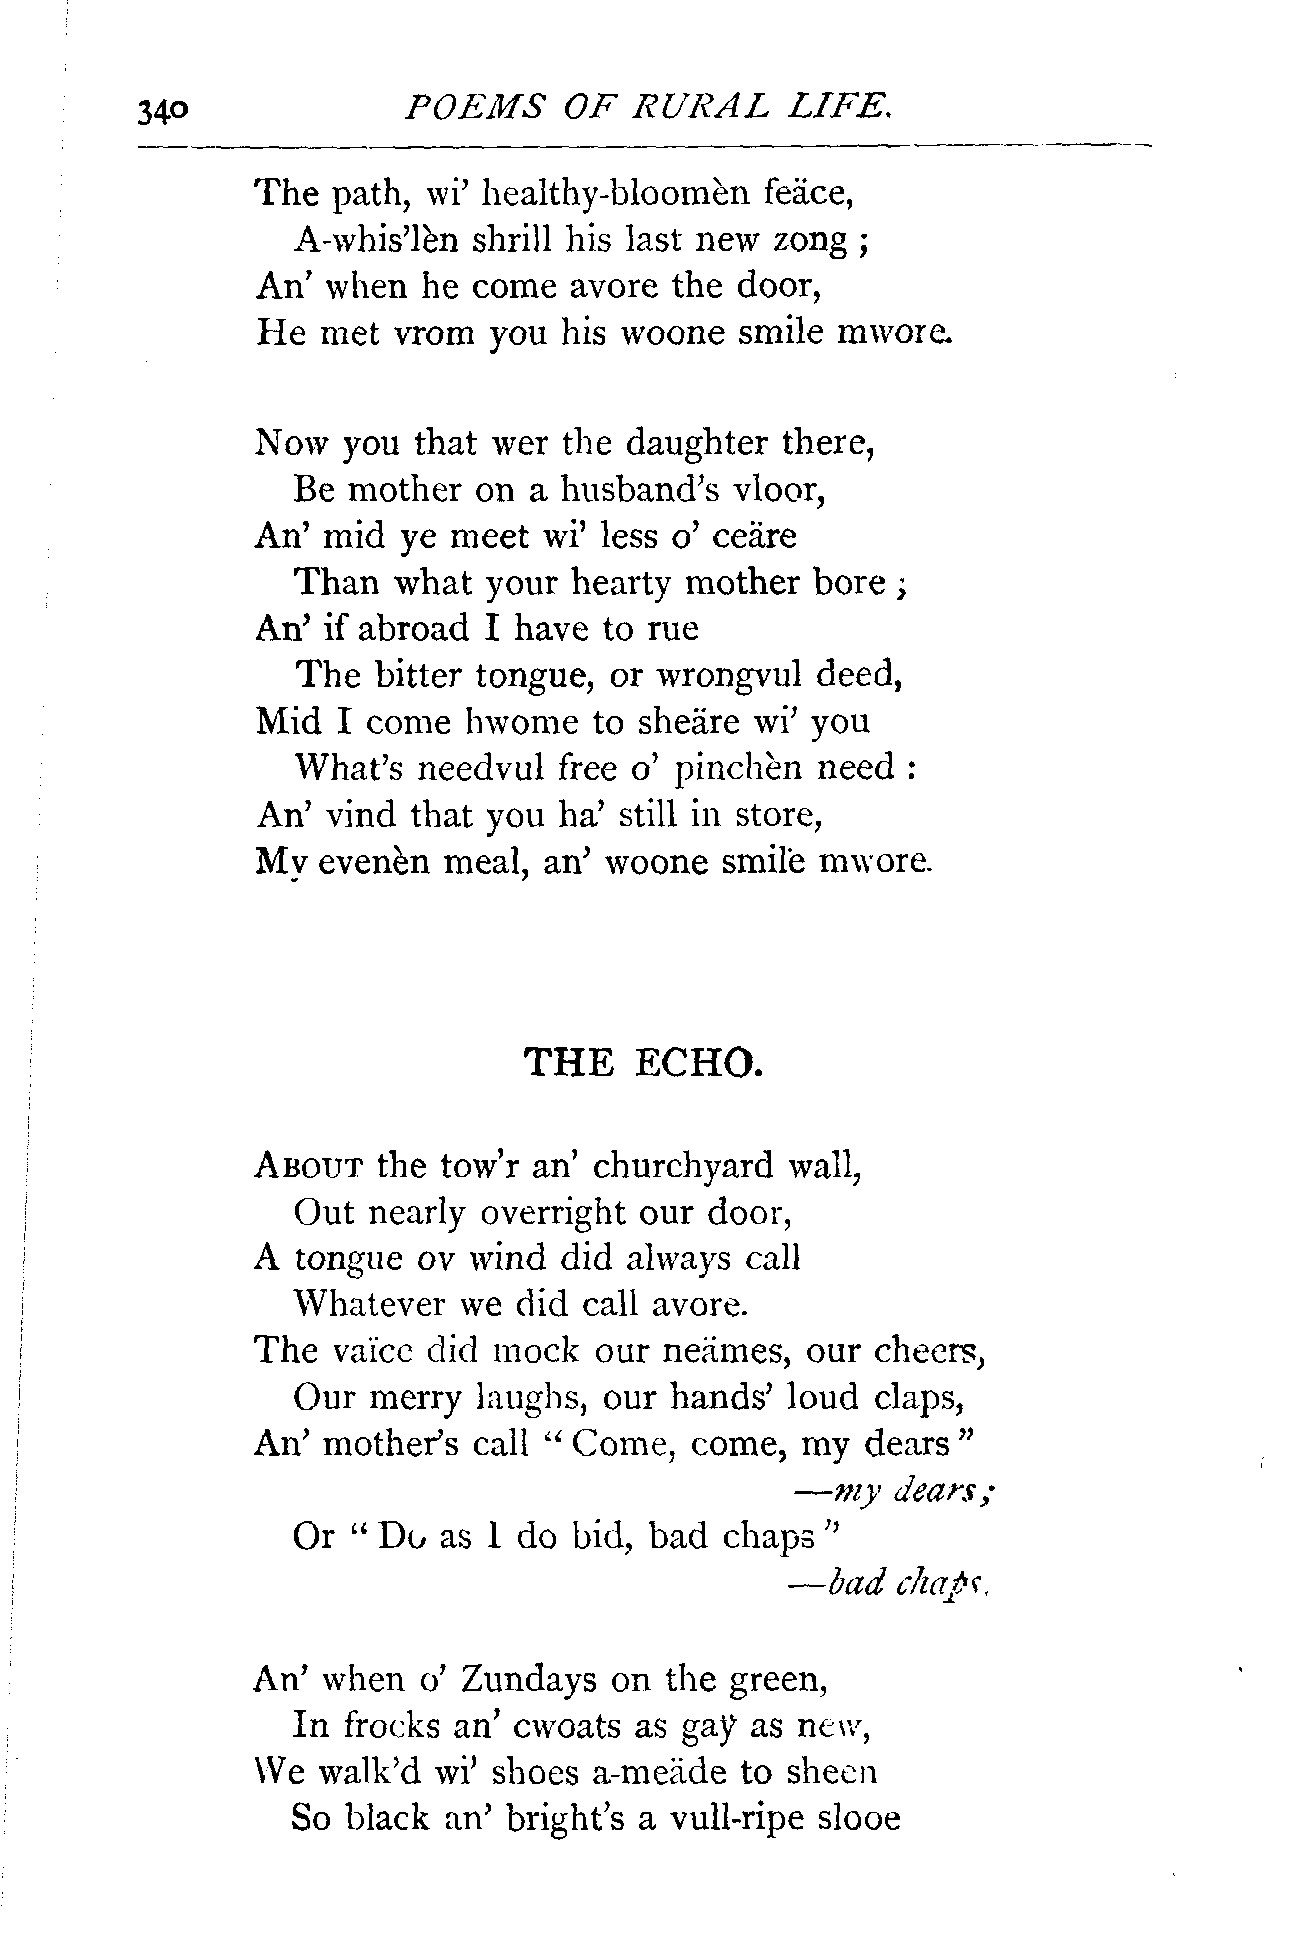 340 POEMS OF RURAL LIFE.
The path, wi' healthy-bloomèn feäce,
A-whis'lèn shrill his last new zong ;
An' when he come avore the door,
He met vrom you his woone smile mwore.
Now you that wer the daughter there,
Be mother on a husband's vloor,
An' mid ye meet wi' less o' ceäre
Than what your hearty mother bore ;
An' if abroad I have to rue
The bitter tongue, or wrongvul deed,
Mid I come hwome to sheäre wi' you
What's needvul free o' pinchèn need :
An' vind that you ha' still in store,
My evenèn meal, an' woone smile mwore.
THE ECHO.
ABOUT the tow'r an' churchyard wall,
Out nearly overright our door,
A tongue ov wind did always call
Whatever we did call avore.
The vaïce did mock our neämes, our cheers,
Our merry laughs, our hands' loud claps,
An' mother's call " Come, come, my dears "
—my dears;
Or " Do as I do bid, bad chaps "
—bad chaps.
An' when o' Zundays on the green,
In frocks an' cwoats as gaÿ as new,
We walk'd wi' shoes a-meäde to sheen
So black an' bright's a vull-ripe slooe